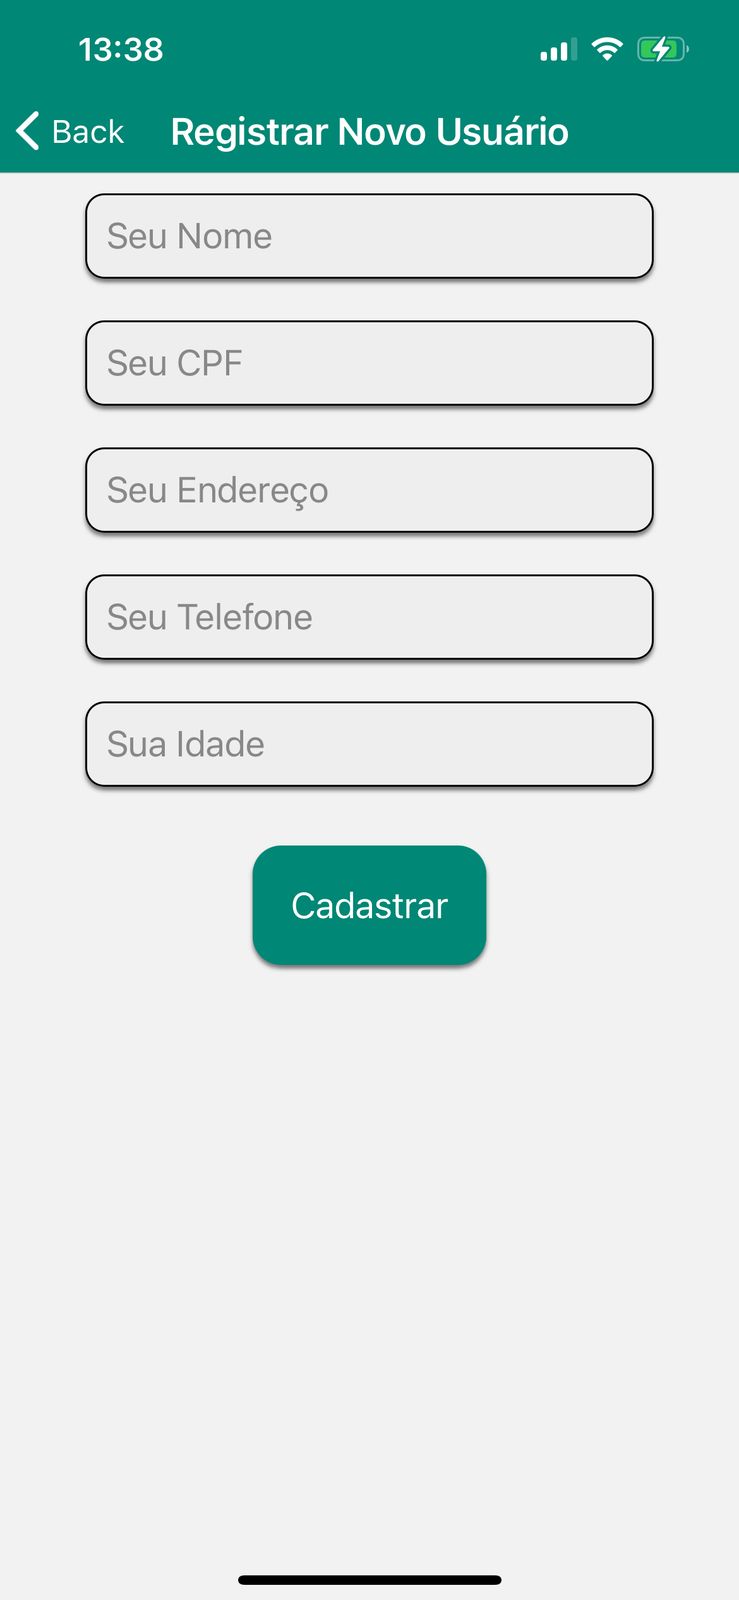 13:38
Back Registrar Novo Usuário
Seu Nome
Seu CPF
Seu Endereço
Seu Telefone
Sua Idade
Cadastrar